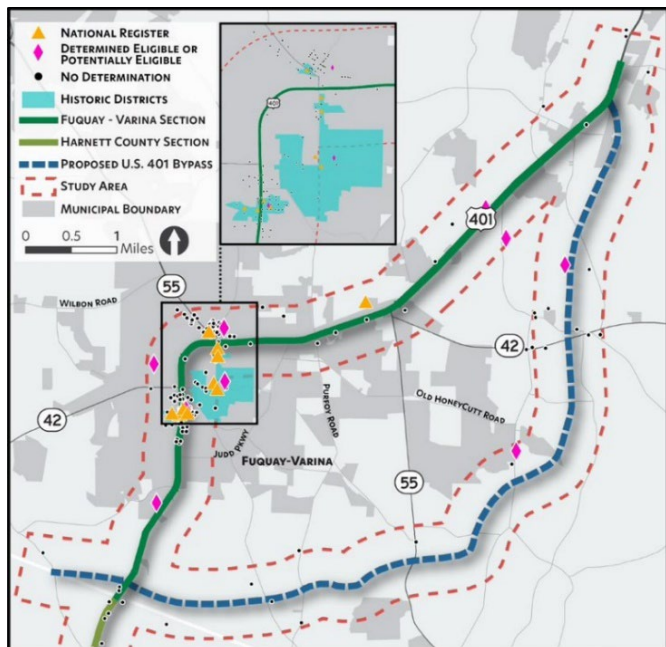 NATIONAL REGISTER
DETERMINED ELIGIBLE OR
POTENTIALLY ELIGIBLE
NO DETERMINATION
HISTORIC DISTRICTS
FUQUAY - VARINA SECTION
HARNETT COUNTY SECTION
PROPOSED U.S. 401 BYPASS
STUDY AREA
MUNICIPAL BOUNDARY
0 0.5 1
Miles
401
401
55
WILBON ROAD
42
42
PURFOY ROAD
OLD HONEYCUTT ROAD
JUDD PKWY
FUQUAY-VARINA
55